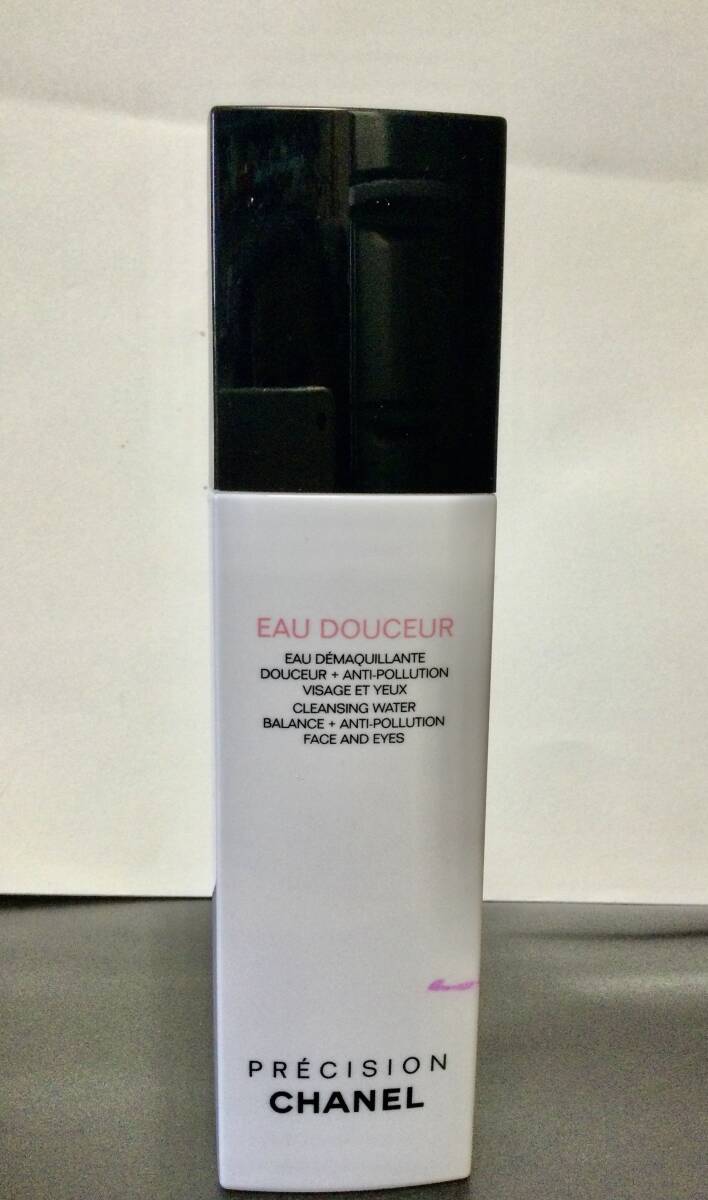 EAU DOUCEUR
EAU DÉMAQUILLANTE
DOUCEUR + ANTI-POLLUTION
VISAGE ET YEUX
CLEANSING WATER
BALANCE + ANTI-POLLUTION
FACE AND EYES
PRÉCISION
CHANEL